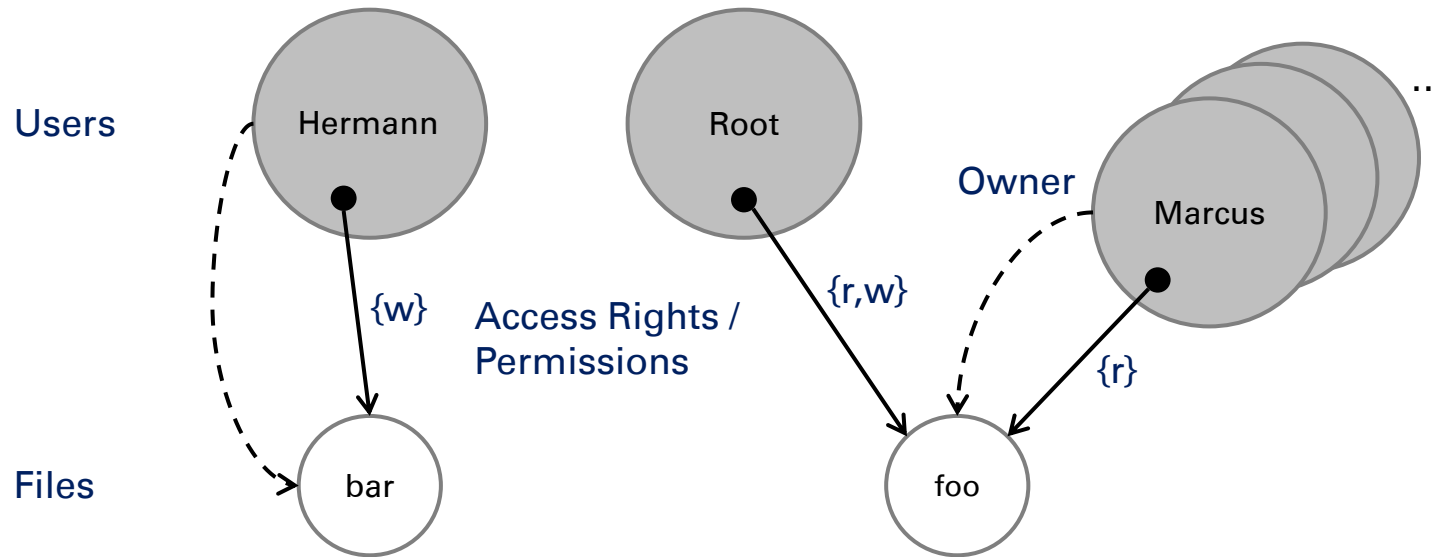 ..
Users
Hermann
Root
Owner
Marcus
{w}
Access Rights /
Permissions
{r,w}
{r}
Files
bar
foo